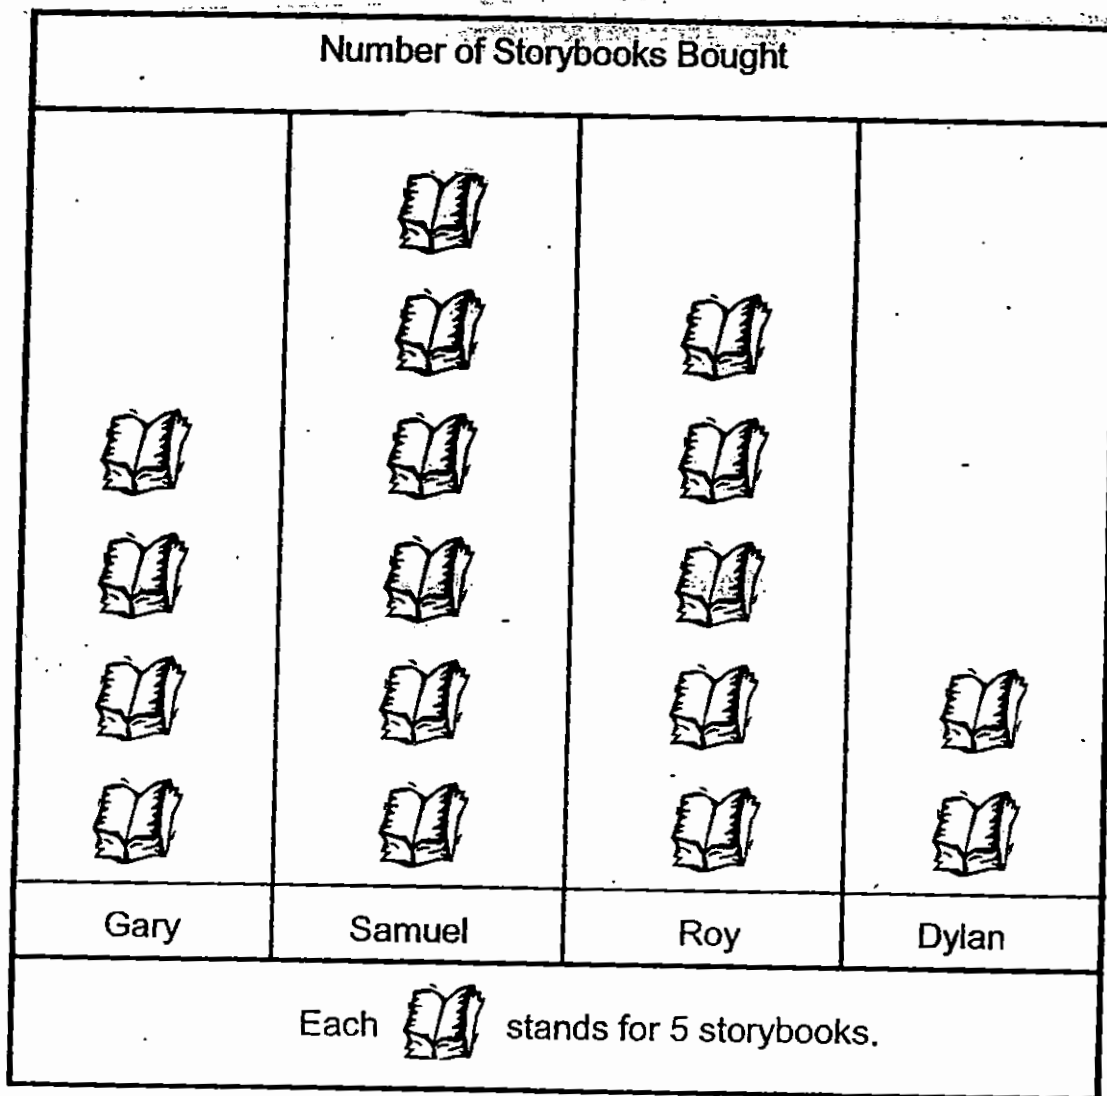 Number of Storybooks Bought
Gary Samuel Roy Dylan
Each stands for 5 storybooks.